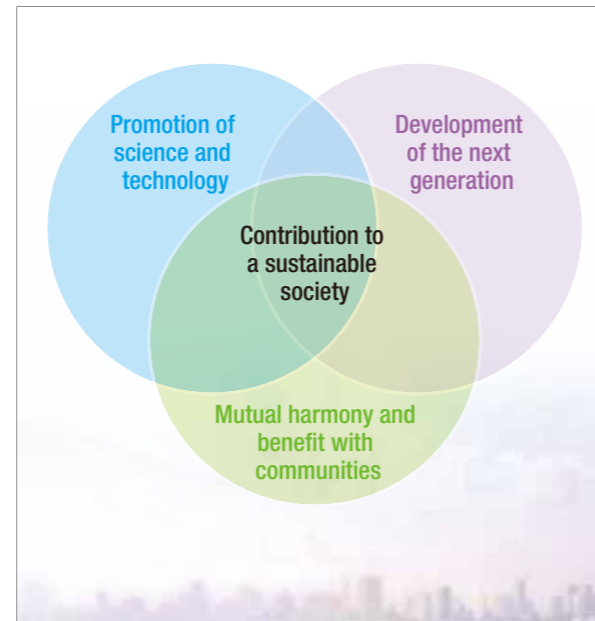 Promotion of
science and
technology
Development
of the next
generation
Contribution to
a sustainable
society
Mutual harmony and
benefit with
communities